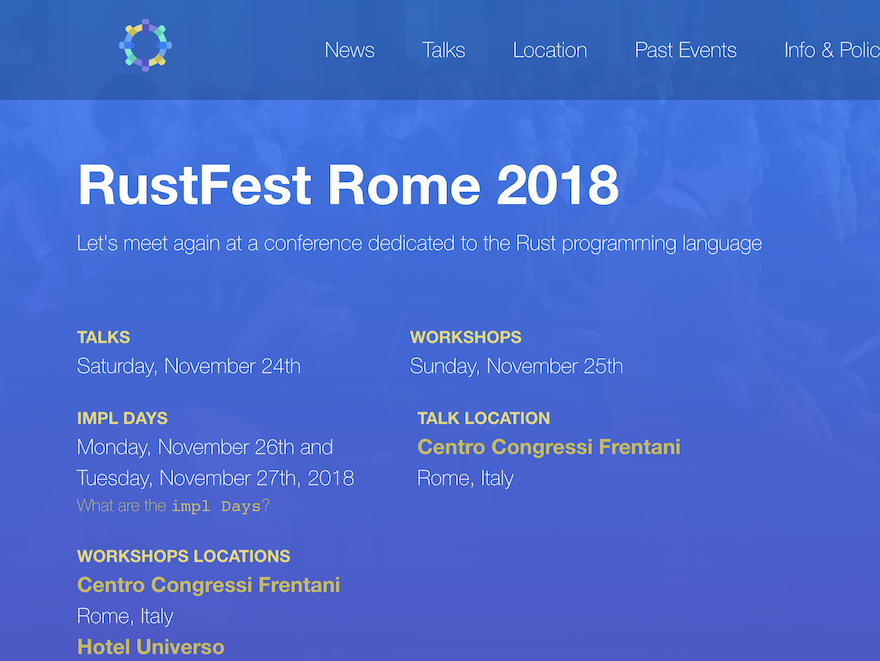 News Talks Location Past Events Info & Polic
RustFest Rome 2018
Let's meet again at a conference dedicated to the Rust programming language
TALKS
Saturday, November 24th
WORKSHOPS
Sunday, November 25th
IMPL DAYS
Monday, November 26th and
Tuesday, November 27th, 2018
What are the impl Days?
TALK LOCATION
Centro Congressi Frentani
Rome, Italy
WORKSHOPS LOCATIONS
Centro Congressi Frentani
Rome, Italy
Hotel Universo